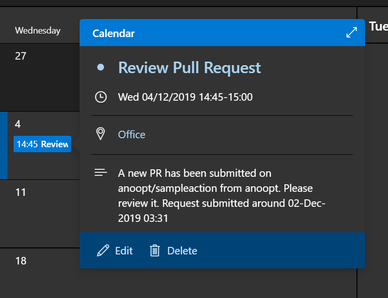 Wednesday
Calendar
Tue
27
Review Pull Request
Wed 04/12/2019 14:45-15:00
4
Office
14:45 Review
A new PR has been submitted on
anoopt/sampleaction from anoopt. Please
review it. Request submitted around 02-Dec-
2019 03:31
11
Edit
Delete
18